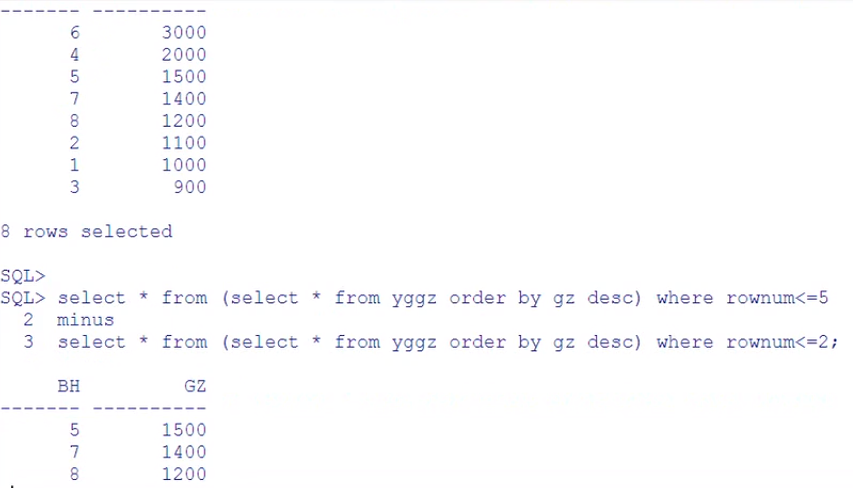 ------- ----------
6 3000
4 2000
5 1500
7 1400
8 1200
2 1100
1 1000
3 900
8 rows selected
SQL>
SQL> select * from (select * from yggz order by gz desc) where rownum<=5
2 minus
3 select * from (select * from yggz order by gz desc) where rownum<=2;
BH GZ
------- ----------
5 1500
7 1400
8 1200